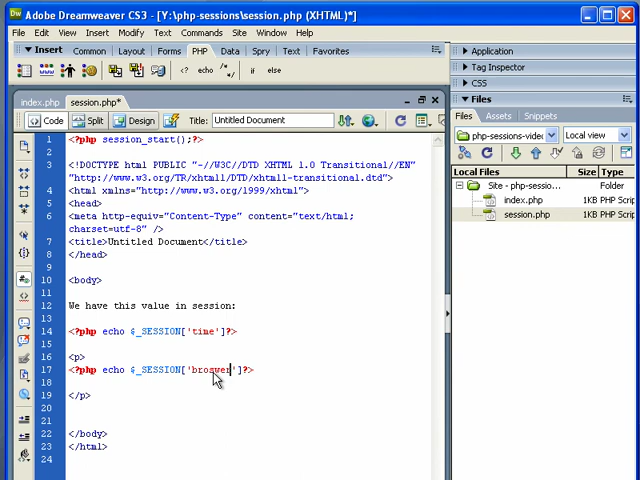 Adobe Dreamweaver CS3 - [Y:\php-sessions\session.php (XHTML)*]
File Edit View Insert Modify Text Commands Site Window Help
Insert Common Layout Forms PHP Data Spry Text Favorites
<? echo /* */ if else
index.php session.php*
Code Split Design Title: Untitled Document
1 <?php session_start();?>
2
3 <!DOCTYPE html PUBLIC "-//W3C//DTD XHTML 1.0 Transitional//EN"
"http://www.w3.org/TR/xhtml1/DTD/xhtml1-transitional.dtd">
4 <html xmlns="http://www.w3.org/1999/xhtml">
5 <head>
6 <meta http-equiv="Content-Type" content="text/html;
charset=utf-8" />
7 <title>Untitled Document</title>
8 </head>
9
10 <body>
11
12 We have this value in session:
13
14 <?php echo $_SESSION['time']?>
15
16 <p>
17 <?php echo $_SESSION['broswer']?>
18
19 </p>
20
21
22 </body>
23 </html>
24
Application
Tag Inspector
CSS
Files
Files Assets Snippets
php-sessions-videc Local view
Local Files Size Type
Site - php-sessio... Folder
index.php 1KB PHP Scrip
session.php 1KB PHP Scrip